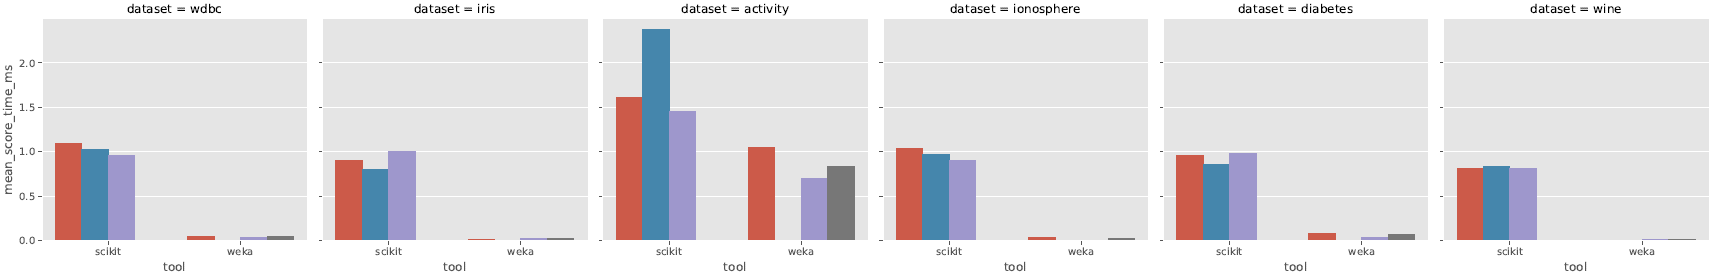 dataset = wdbc
dataset = iris
dataset = activity
dataset = ionosphere
dataset = diabetes
dataset = wine
mean_score_time_ms
2.0
1.5
1.0
0.5
0.0
scikit weka
scikit weka
scikit weka
scikit weka
scikit weka
scikit weka
tool
tool
tool
tool
tool
tool